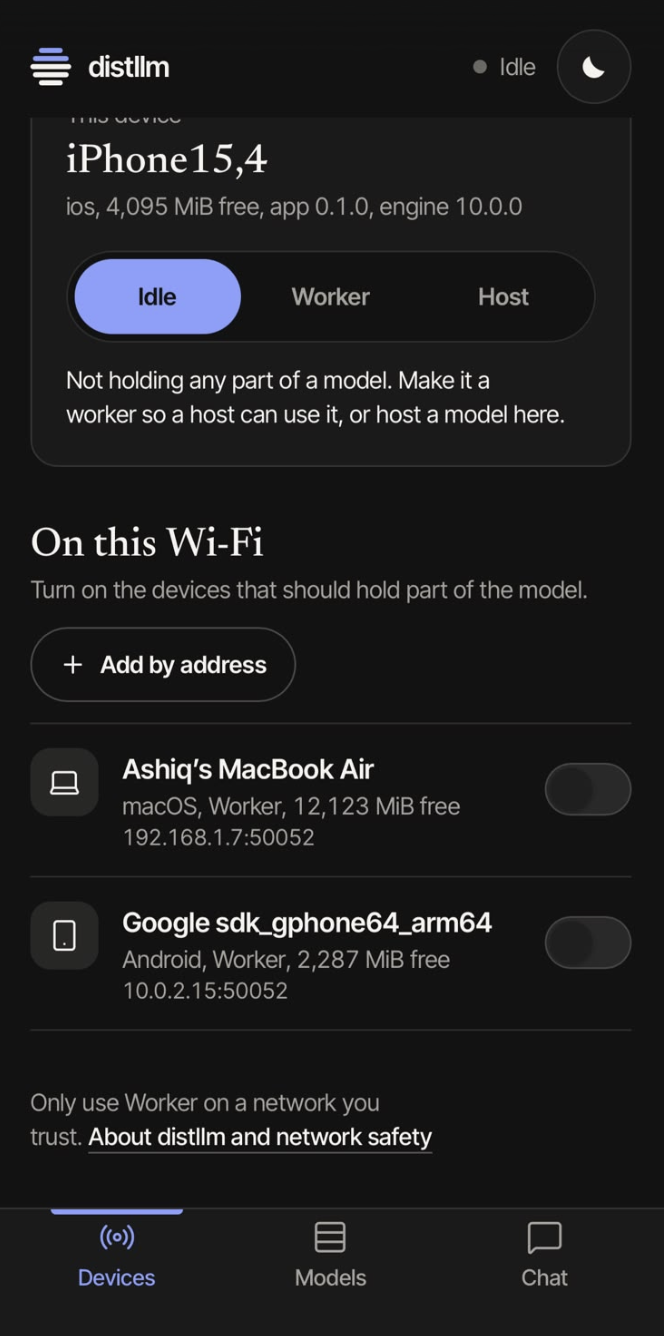 distllm
Idle
This device
iPhone15,4
ios, 4,095 MiB free, app 0.1.0, engine 10.0.0
Idle
Worker
Host
Not holding any part of a model. Make it a
worker so a host can use it, or host a model here.
On this Wi-Fi
Turn on the devices that should hold part of the model.
+ Add by address
Ashiq’s MacBook Air
macOS, Worker, 12,123 MiB free
192.168.1.7:50052
Google sdk_gphone64_arm64
Android, Worker, 2,287 MiB free
10.0.2.15:50052
Only use Worker on a network you
trust. About distllm and network safety
Devices
Models
Chat